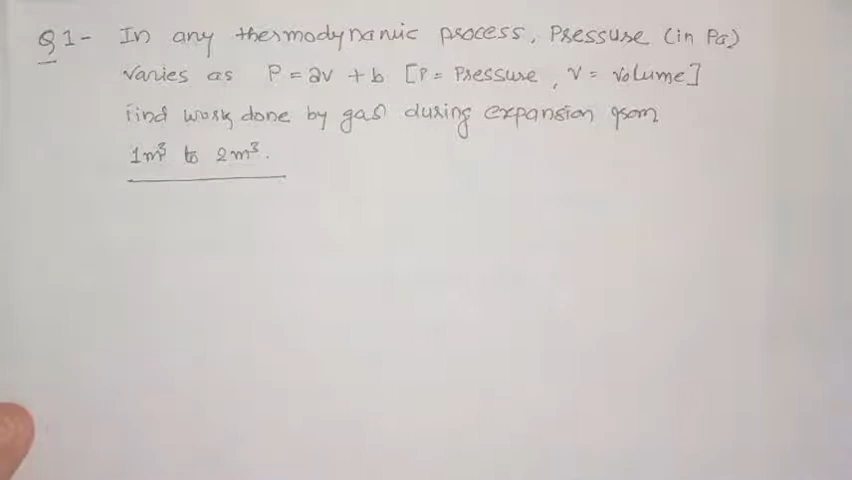 Q1- In any thermodynamic process, Pressure (in Pa)
varies as P = 2v + b [P = Pressure, V = Volume]
Find work done by gas during expansion from
1m³ to 2m³.